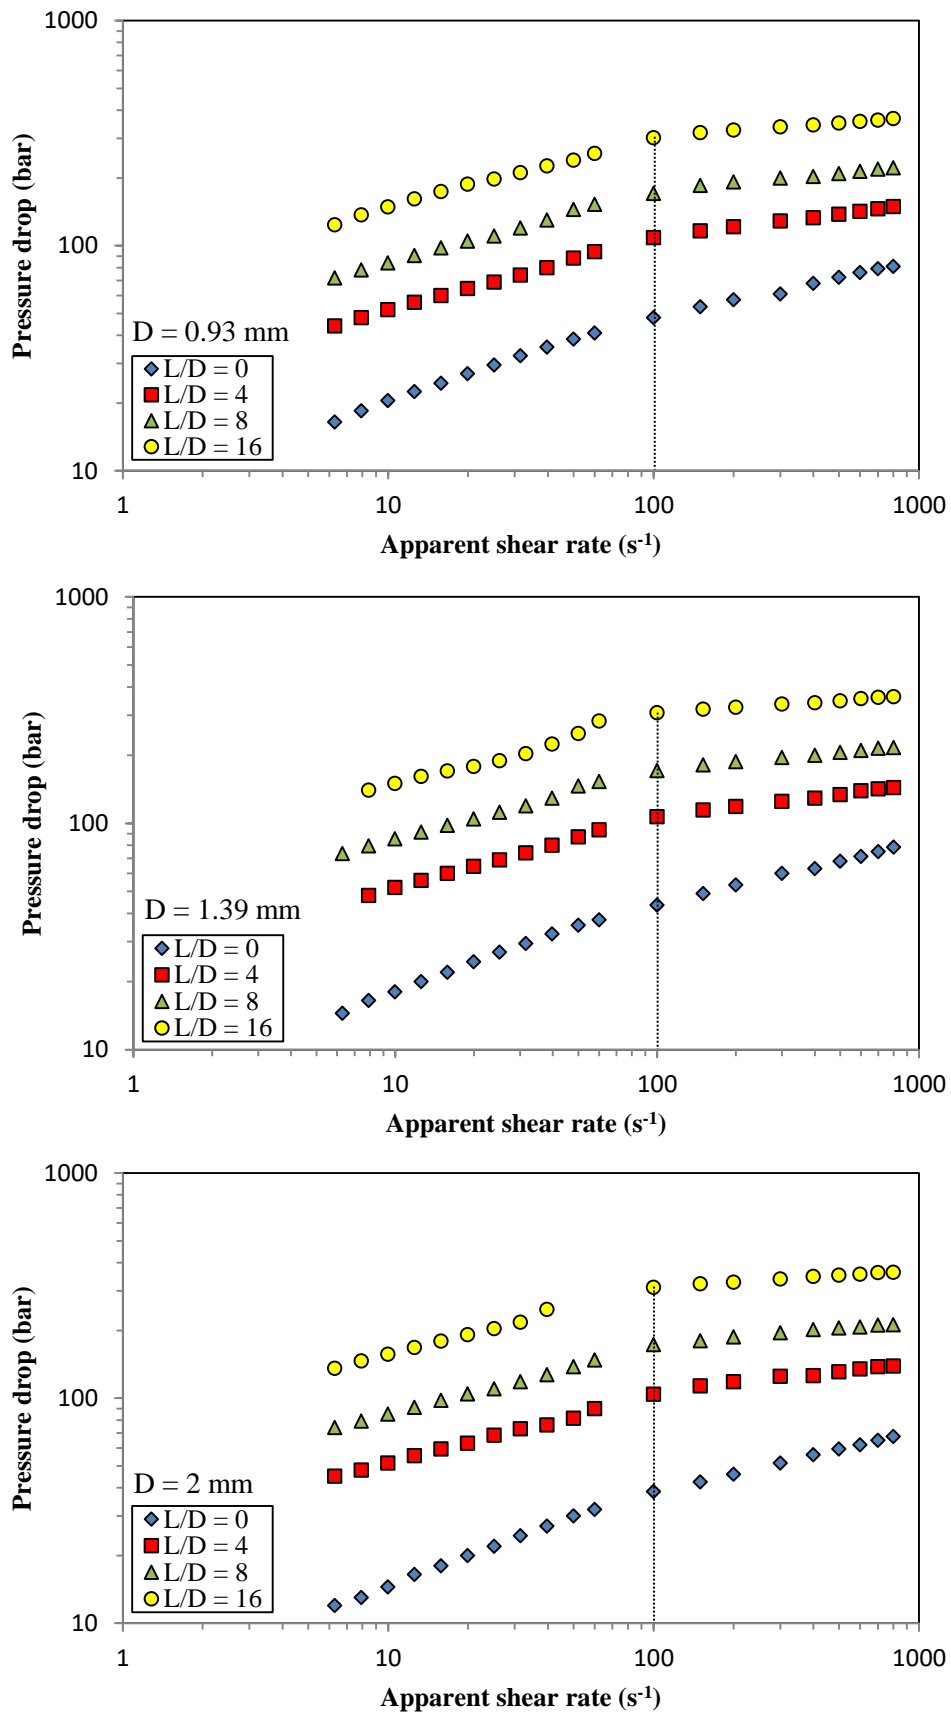 1000
100
10
Pressure drop (bar)
D = 0.93 mm
L/D = 0
L/D = 4
L/D = 8
L/D = 16
1 10 100 1000
Apparent shear rate (s-1)
1000
100
10
Pressure drop (bar)
D = 1.39 mm
L/D = 0
L/D = 4
L/D = 8
L/D = 16
1 10 100 1000
Apparent shear rate (s-1)
1000
100
10
Pressure drop (bar)
D = 2 mm
L/D = 0
L/D = 4
L/D = 8
L/D = 16
1 10 100 1000
Apparent shear rate (s-1)